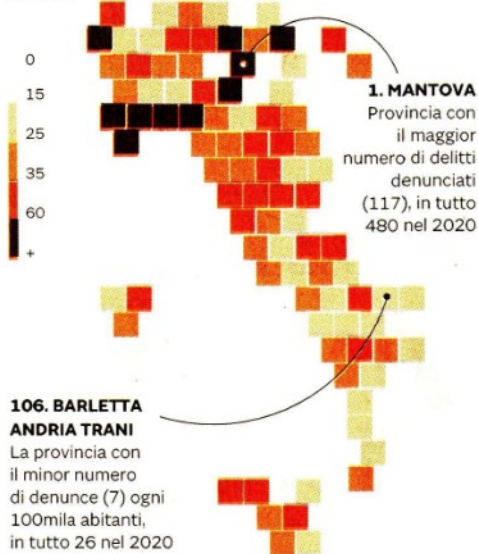 0
15
25
35
60
+
1. MANTOVA
Provincia con
il maggior
numero di delitti
denunciati
(117), in tutto
480 nel 2020
106. BARLETTA
ANDRIA TRANI
La provincia con
il minor numero
di denunce (7) ogni
100mila abitanti,
in tutto 26 nel 2020